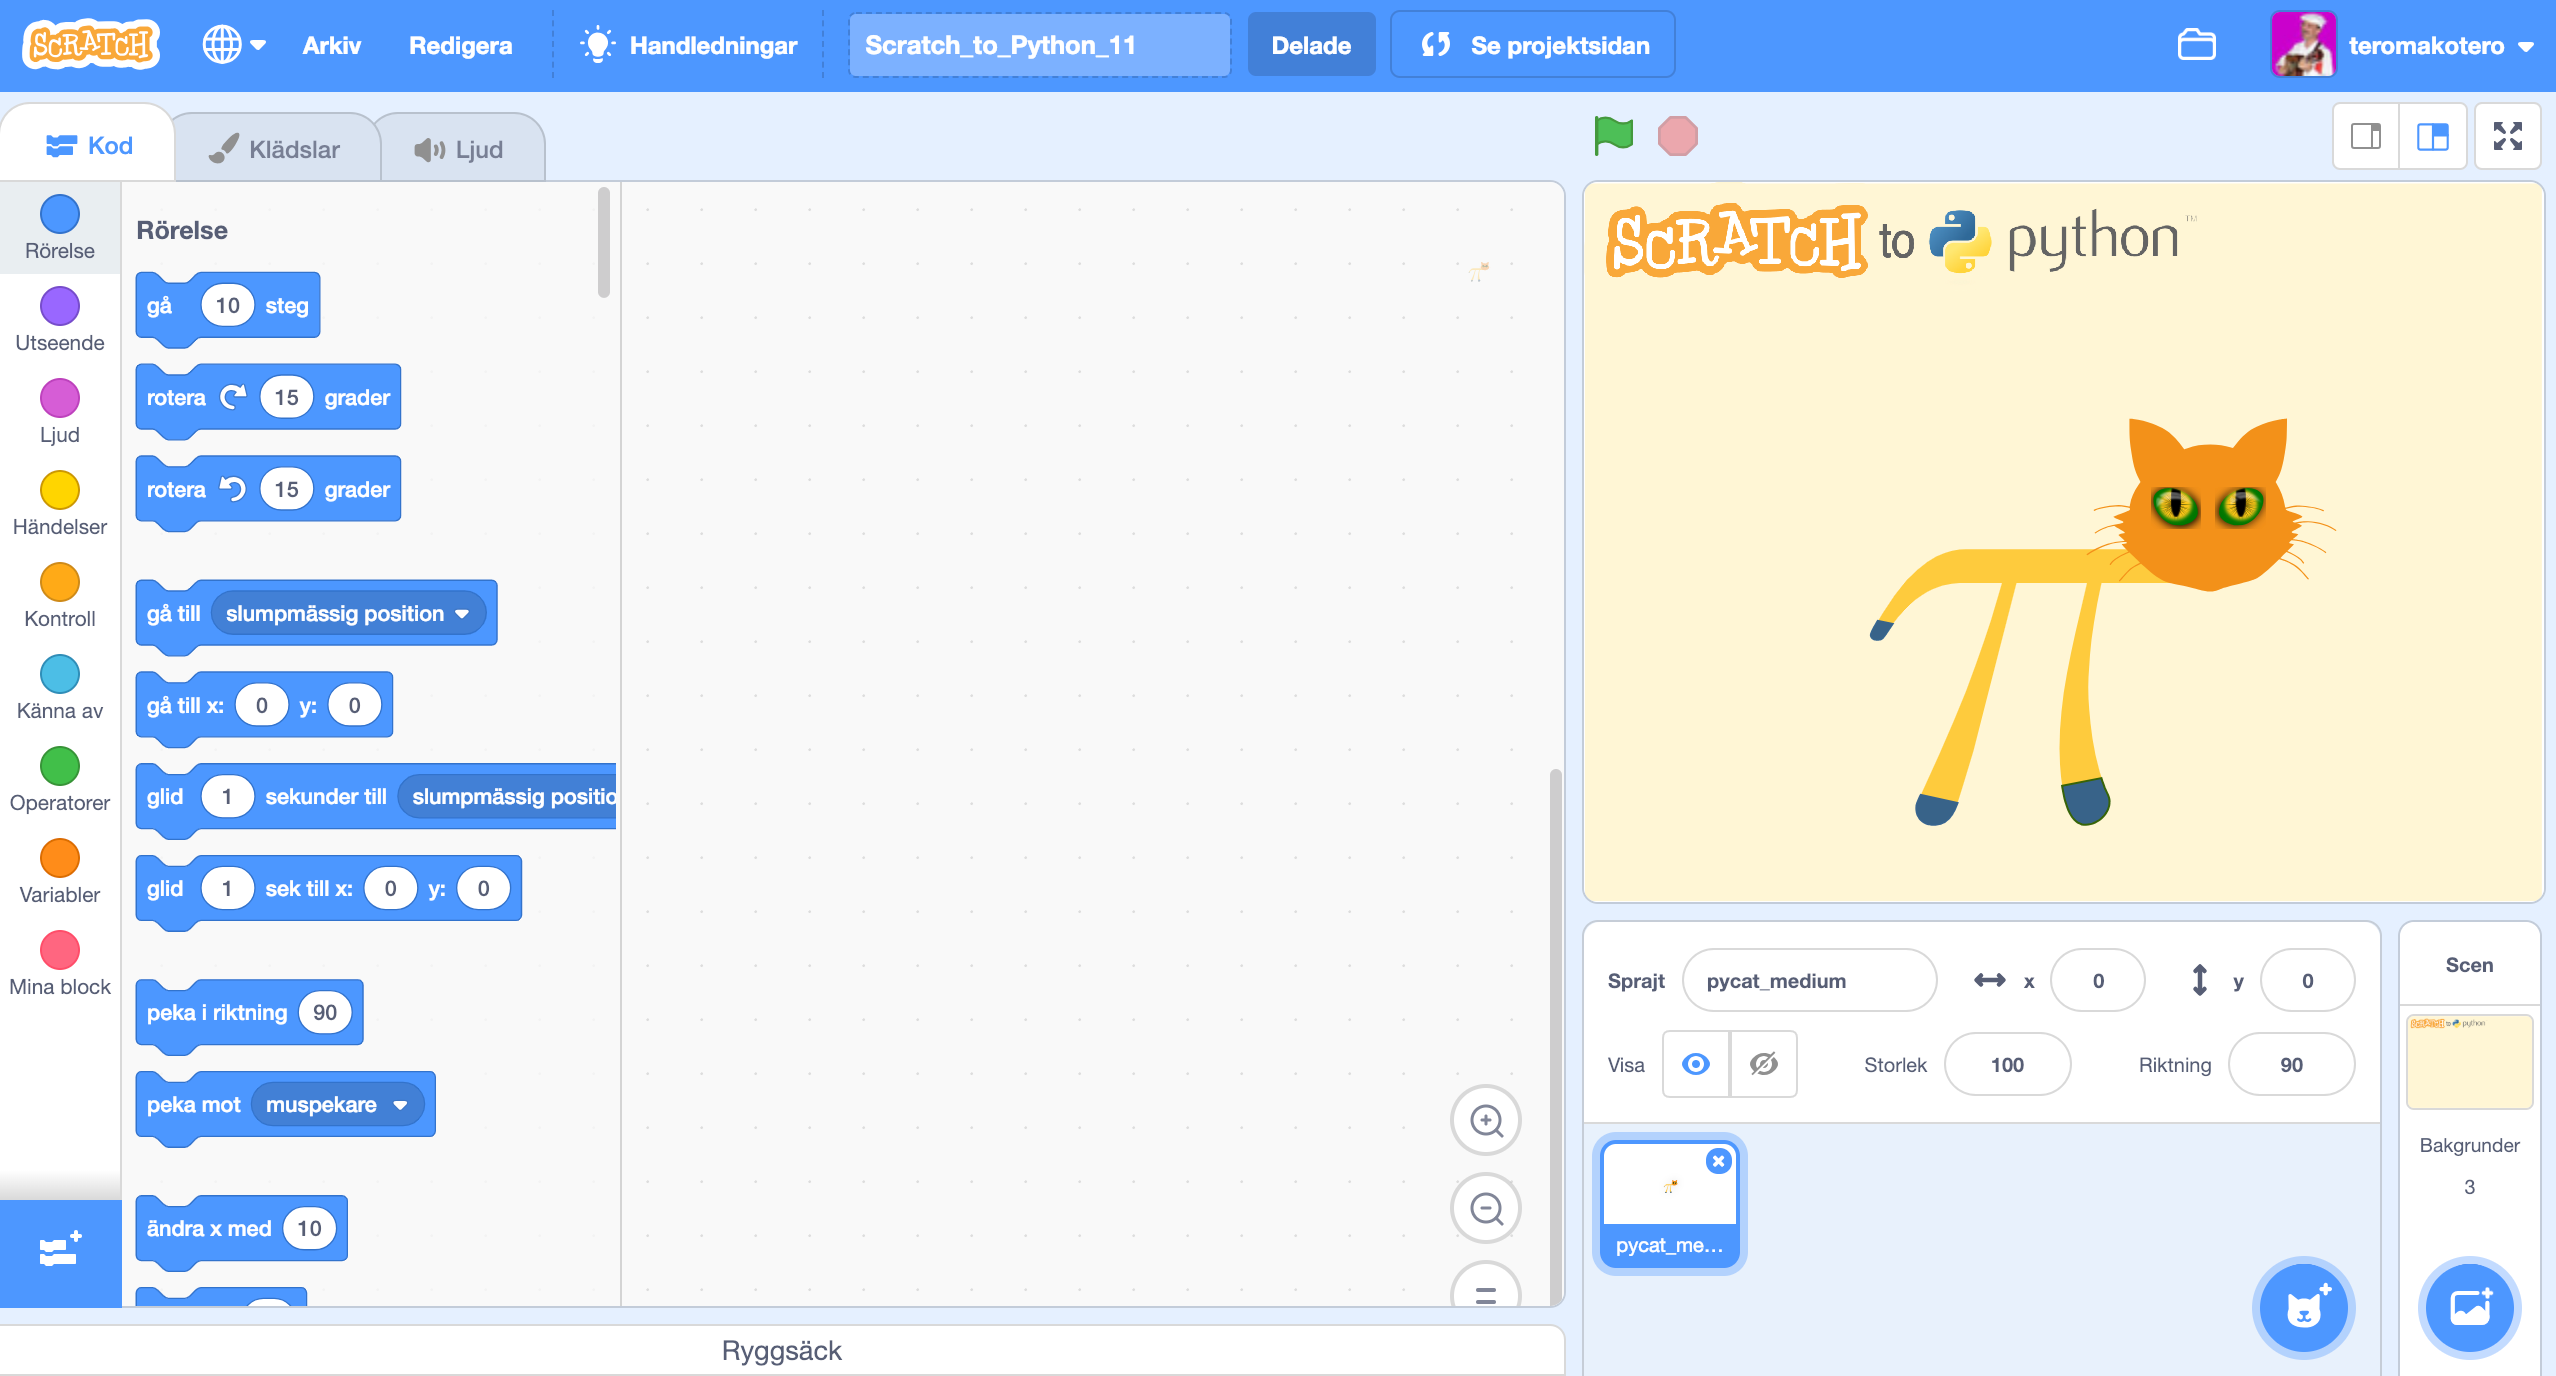 SCRATCH
Arkiv
Redigera
Handledningar
Scratch_to_Python_11
Delade
Se projektsidan
teromakotero
Kod
Klädslar
Ljud
Rörelse
Utseende
Ljud
Händelser
Kontroll
Känna av
Operatorer
Variabler
Mina block
Rörelse
gå 10 steg
rotera 15 grader
rotera 15 grader
gå till slumpmässig position
gå till x: 0 y: 0
glid 1 sekunder till slumpmässig positio
glid 1 sek till x: 0 y: 0
peka i riktning 90
peka mot muspekare
ändra x med 10
Ryggsäck
SCRATCH to python™
Sprajt pycat_medium x 0 y 0
Visa Storlek 100 Riktning 90
pycat_me...
Scen
SCRATCH to python
Bakgrunder
3